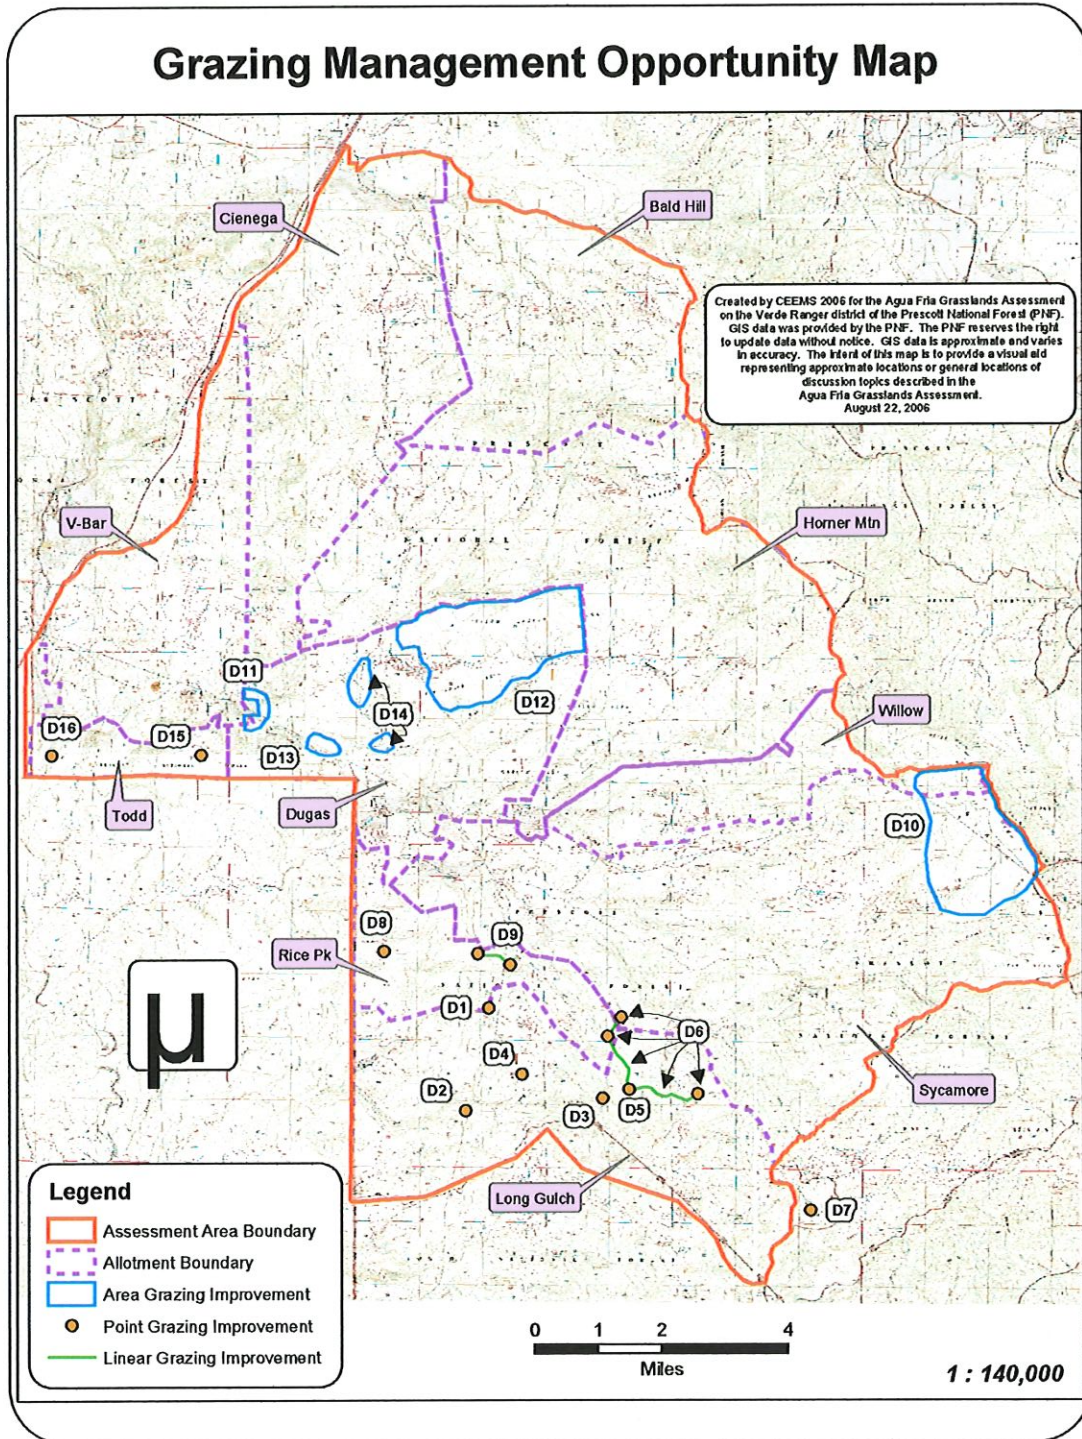 Grazing Management Opportunity Map
Cienega
Bald Hill
Created by CEEMS 2006 for the Agua Fria Grasslands Assessment
on the Verde Ranger district of the Prescott National Forest (PNF).
GIS data was provided by the PNF. The PNF reserves the right
to update data without notice. GIS data is approximate and varies
in accuracy. The intent of this map is to provide a visual aid
representing approximate locations or general locations of
discussion topics described in the
Agua Fria Grasslands Assessment.
August 22, 2006
PRESCOTT
PRESCOTT
V-Bar
Horner Mtn
NATIONAL FOREST
D11
D12
D14
D16
D15
D13
Willow
Todd
Dugas
D10
D8
D9
PRESCOTT
Rice Pk
PRESCOTT
D1
D6
µ
D4
D2
D3
D5
Sycamore
Long Gulch
D7
Legend
Assessment Area Boundary
Allotment Boundary
Area Grazing Improvement
Point Grazing Improvement
Linear Grazing Improvement
0 1 2 4
Miles
1 : 140,000